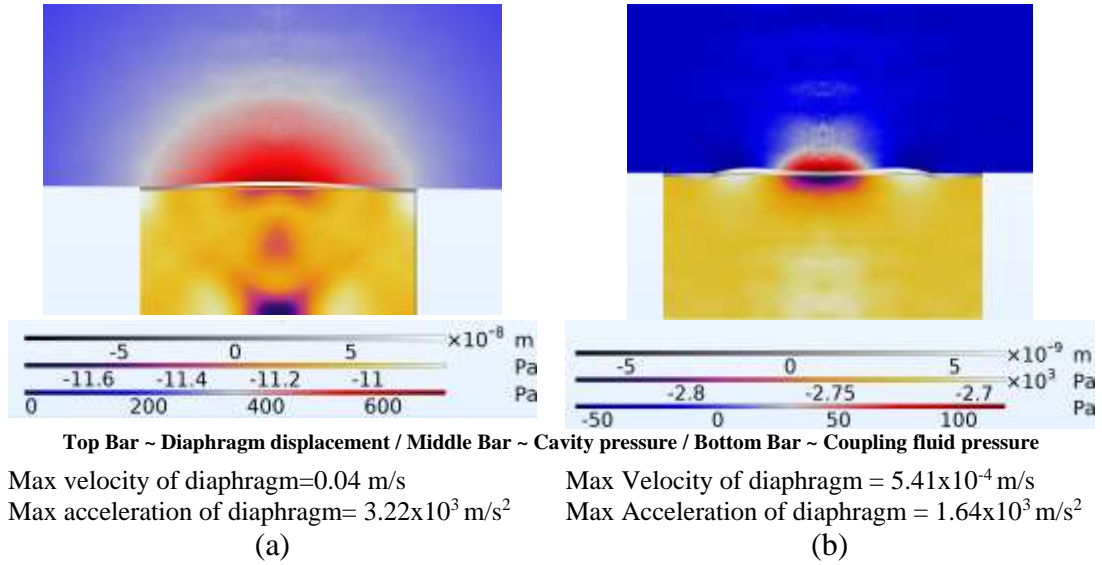 ×10⁻⁸ m
-5 0 5
Pa
-11.6 -11.4 -11.2 -11
Pa
0 200 400 600
×10⁻⁹ m
-5 0 5
Pa
×10³
-2.8 -2.75 -2.7
Pa
-50 0 50 100
Top Bar ~ Diaphragm displacement / Middle Bar ~ Cavity pressure / Bottom Bar ~ Coupling fluid pressure
Max velocity of diaphragm=0.04 m/s
Max acceleration of diaphragm= 3.22x10³ m/s²
(a)
Max Velocity of diaphragm = 5.41x10⁻⁴ m/s
Max Acceleration of diaphragm = 1.64x10³ m/s²
(b)